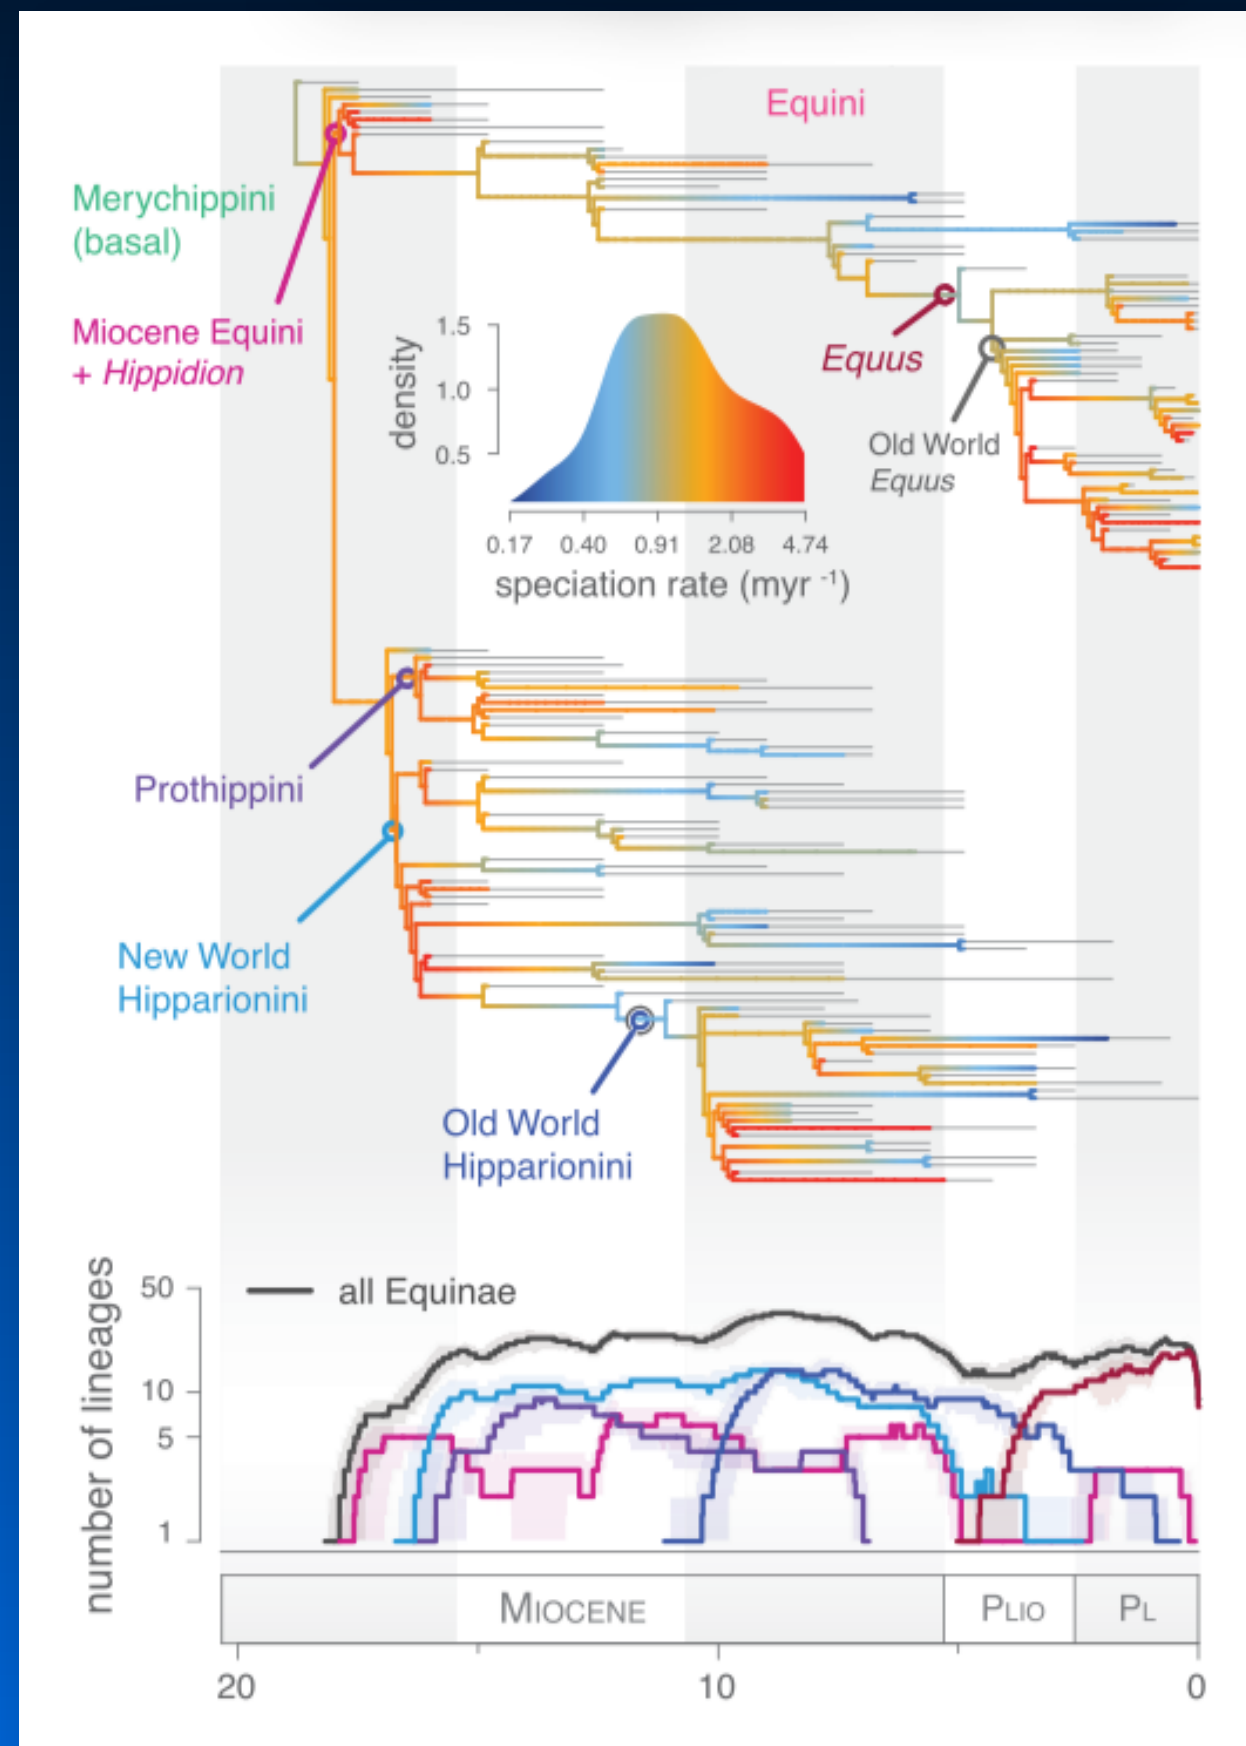 Equini
Merychippini
(basal)
Miocene Equini
+ Hippidion
density
1.5
1.0
0.5
0.17 0.40 0.91 2.08 4.74
speciation rate (myr -1)
Equus
Old World
Equus
Prothippini
New World
Hipparionini
Old World
Hipparionini
number of lineages
50
10
5
1
all Equinae
MIOCENE PLIO PL
20 10 0